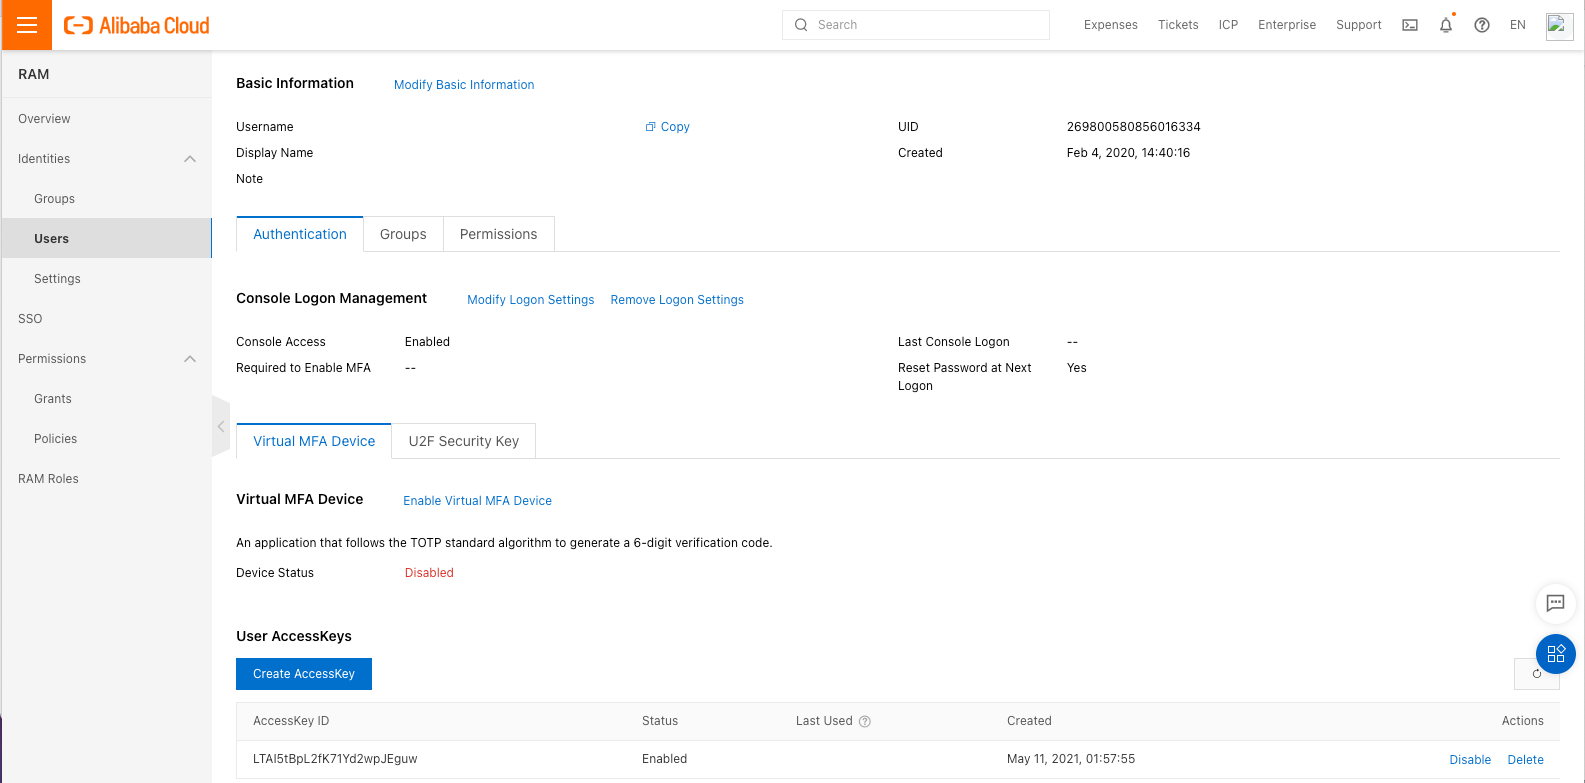 Alibaba Cloud
Search
Expenses Tickets ICP Enterprise Support EN
RAM
Overview
Identities
Groups
Users
Settings
SSO
Permissions
Grants
Policies
RAM Roles
Basic Information Modify Basic Information
Username Copy UID 269800580856016334
Display Name Created Feb 4, 2020, 14:40:16
Note
Authentication Groups Permissions
Console Logon Management Modify Logon Settings Remove Logon Settings
Console Access Enabled Last Console Logon --
Required to Enable MFA -- Reset Password at Next Yes
Logon
Virtual MFA Device U2F Security Key
Virtual MFA Device Enable Virtual MFA Device
An application that follows the TOTP standard algorithm to generate a 6-digit verification code.
Device Status Disabled
User AccessKeys
Create AccessKey
AccessKey ID Status Last Used Created Actions
LTAI5tBpL2fK71Yd2wpJEguw Enabled May 11, 2021, 01:57:55 Disable Delete